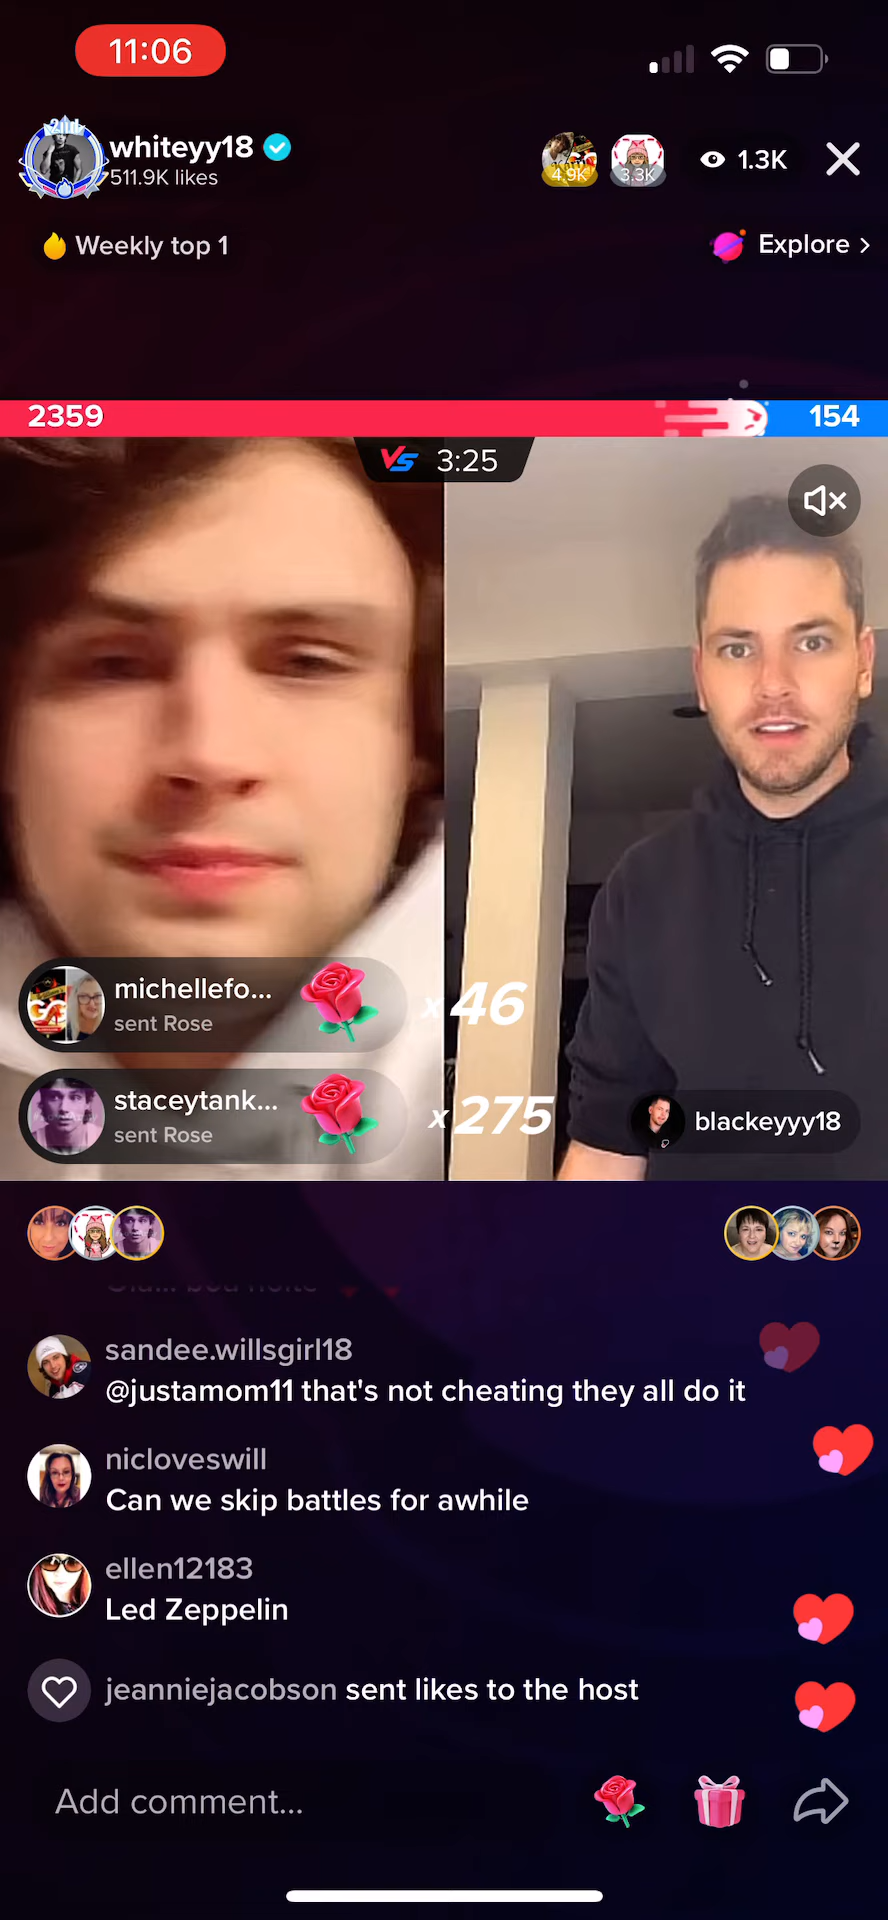 11:06
2nd
whiteyy18
511.9K likes
4.9K
3.3K
1.3K
Weekly top 1
Explore >
2359
154
VS 3:25
michellefo...
sent Rose
x46
staceytank...
sent Rose
x275
blackeyyy18
sandee.willsgirl18
@justamom11 that's not cheating they all do it
nicloveswill
Can we skip battles for awhile
ellen12183
Led Zeppelin
jeanniejacobson sent likes to the host
Add comment...